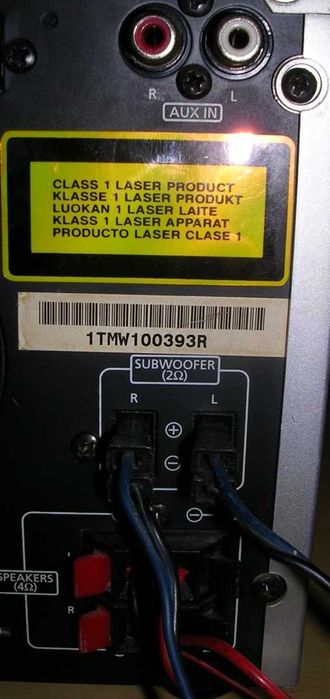 R L
AUX IN
CLASS 1 LASER PRODUCT
KLASSE 1 LASER PRODUKT
LUOKAN 1 LASER LAITE
KLASS 1 LASER APPARAT
PRODUCTO LASER CLASE 1
1TMW100393R
SUBWOOFER
(2Ω)
R L
+
−
−
SPEAKERS
(4Ω)
R